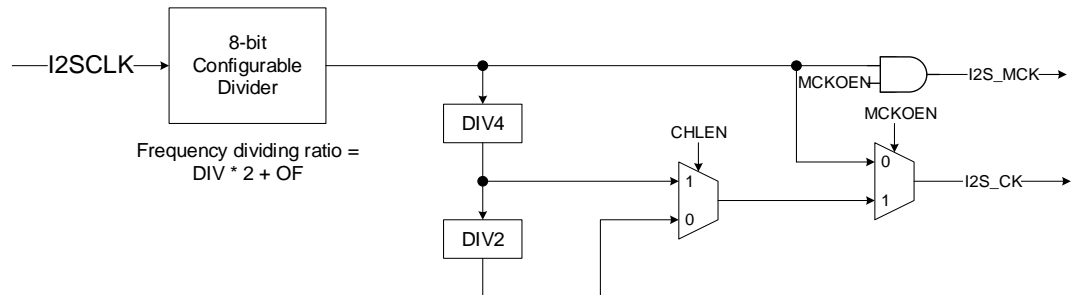 I2SCLK
8-bit
Configurable
Divider
Frequency dividing ratio =
DIV * 2 + OF
DIV4
DIV2
CHLEN
1
0
MCKOEN
I2S_MCK
MCKOEN
0
1
I2S_CK